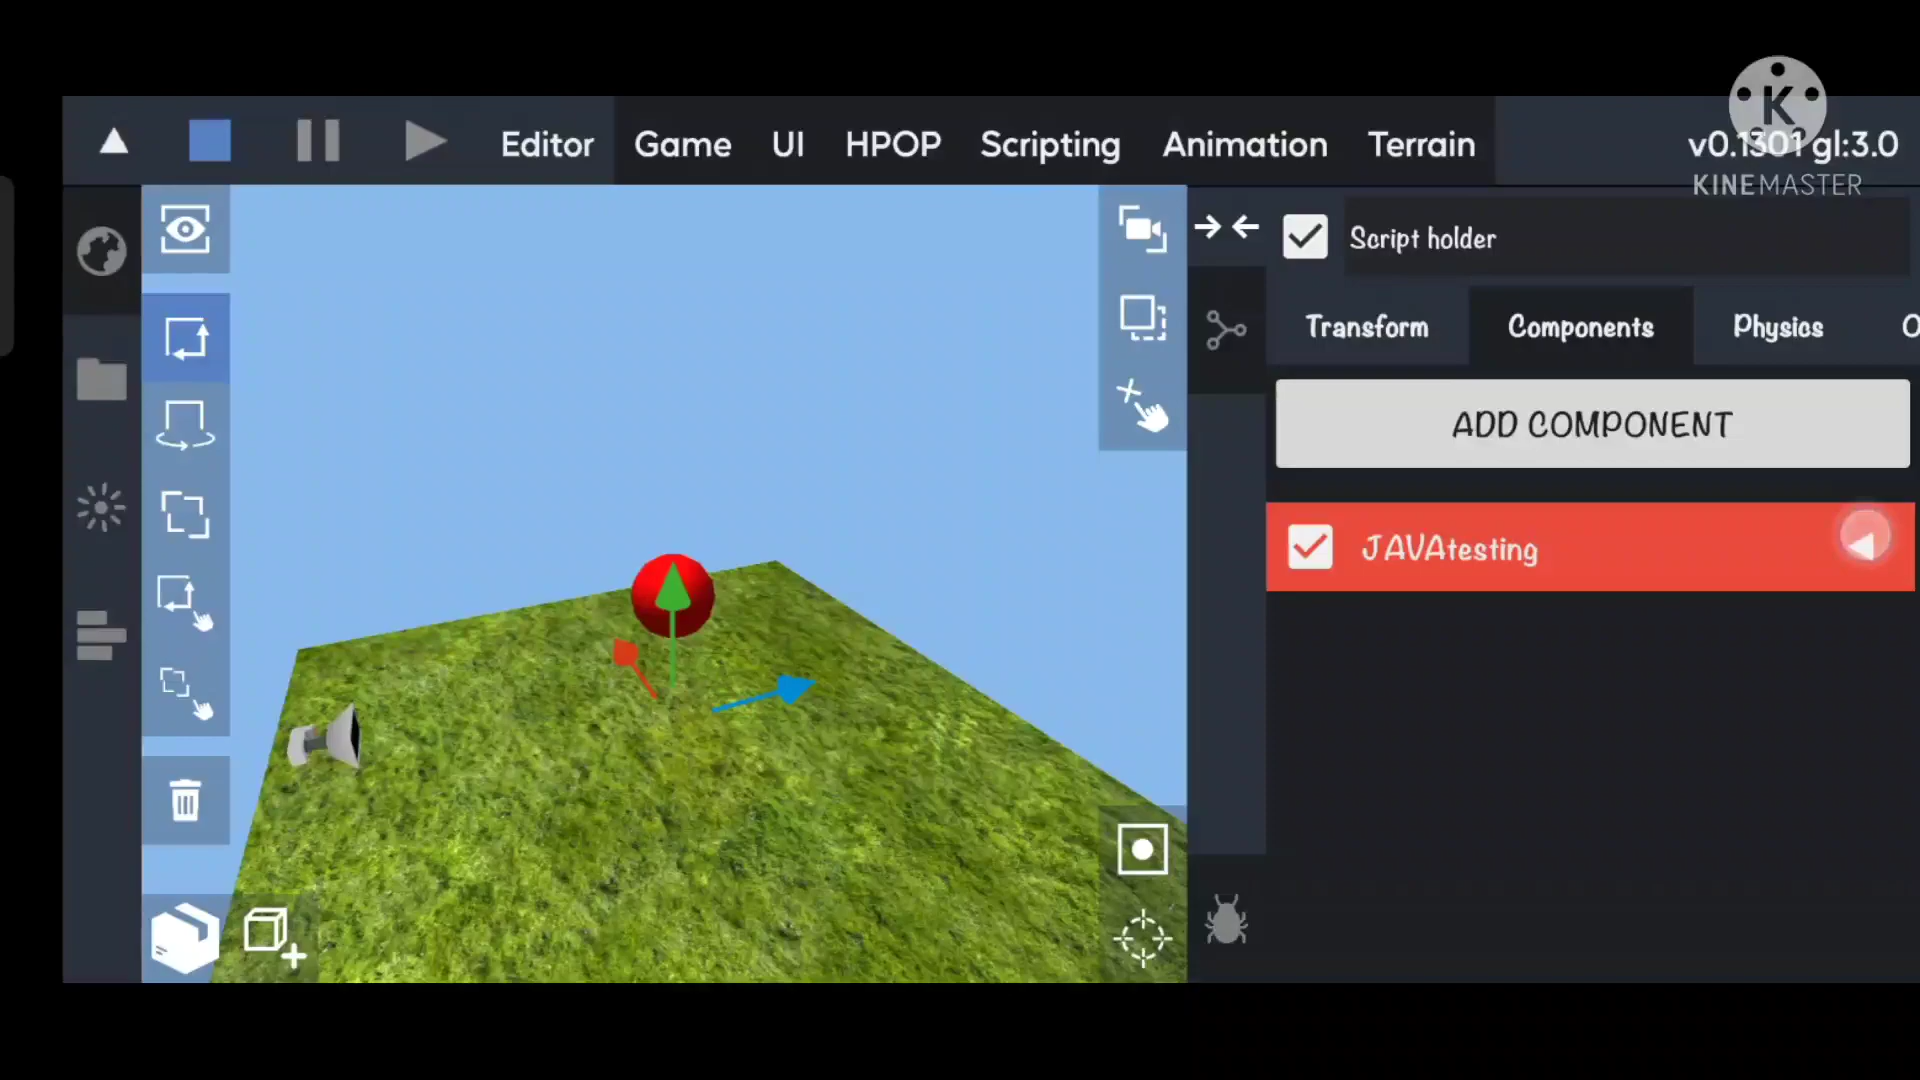 Editor Game UI HPOP Scripting Animation Terrain v0.1301 gl:3.0
K
KINEMASTER
Script holder
Transform Components Physics O
ADD COMPONENT
JAVAtesting